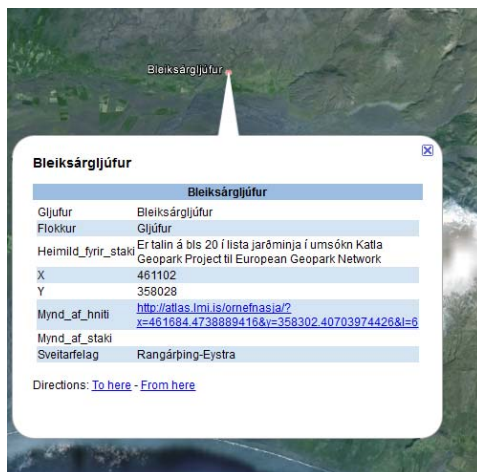 Bleiksárgljúfur
Bleiksárgljúfur
Bleiksárgljúfur
Gljufur Bleiksárgljúfur
Flokkur Gljúfur
Heimild_fyrir_staki Er talin á bls 20 í lista jarðminja í umsókn Katla
Geopark Project til European Geopark Network
X 461102
Y 358028
Mynd_af_hniti http://atlas.lmi.is/ornefnasja/?
x=461684.4738889416&y=358302.40703974426&l=6
Mynd_af_staki
Sveitarfelag Rangárþing-Eystra
Directions: To here - From here